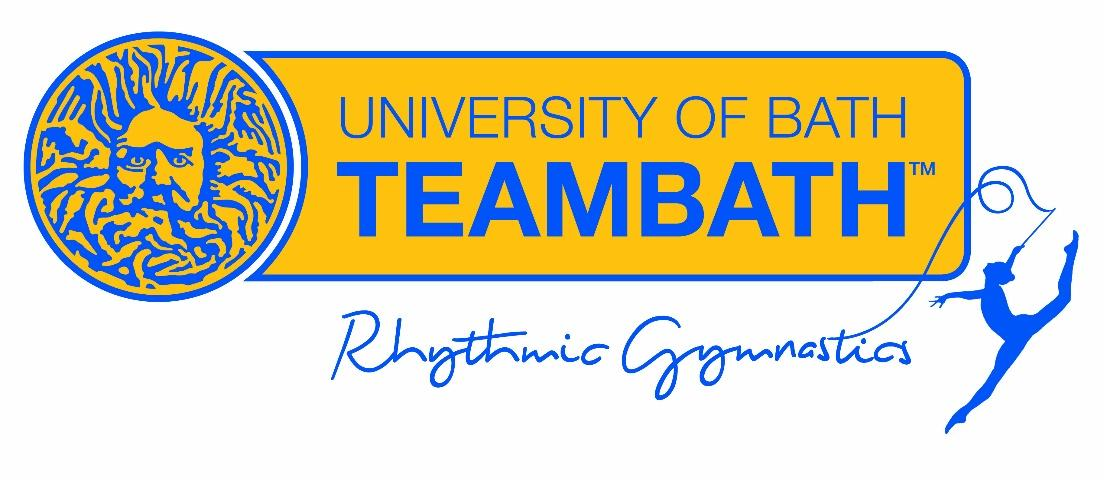 UNIVERSITY OF BATH
TEAMBATH™
Rhythmic Gymnastics